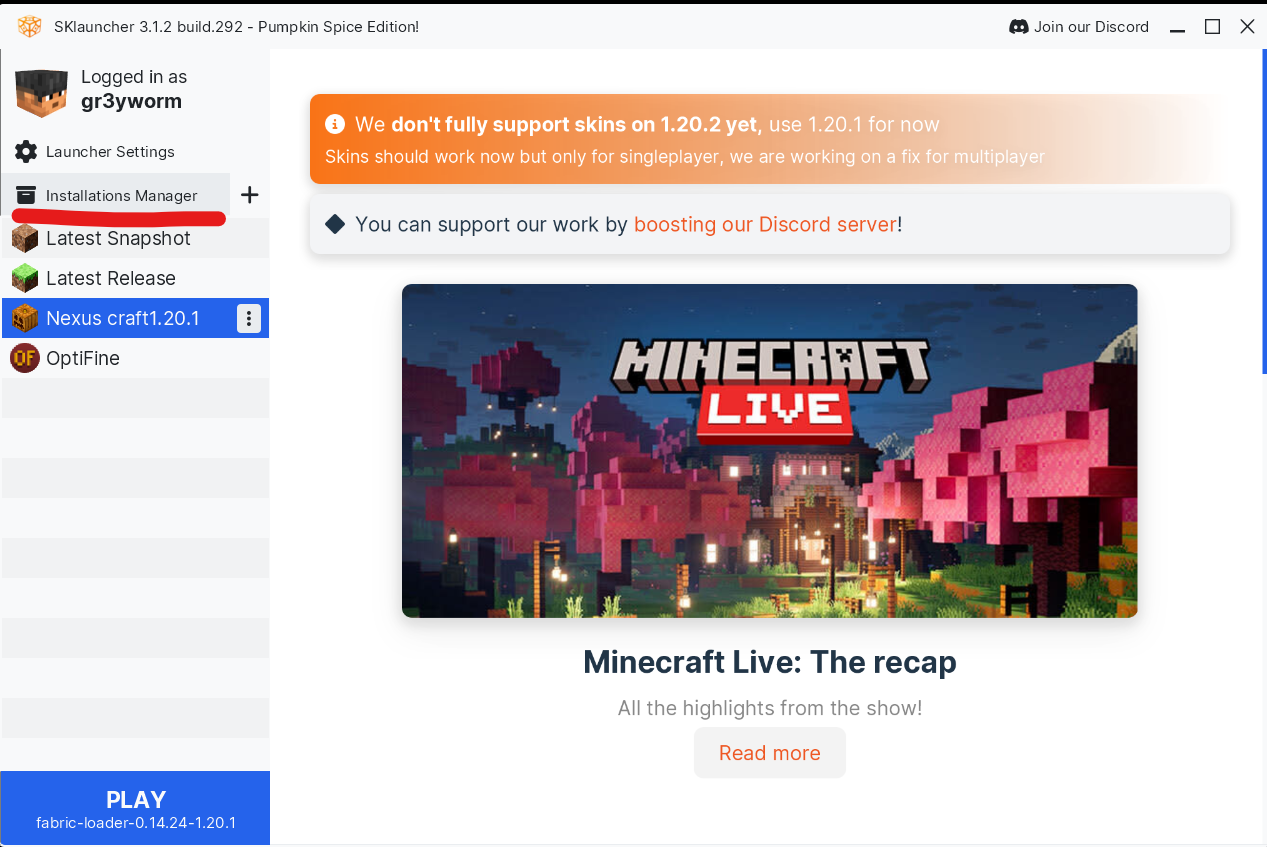 SKlauncher 3.1.2 build.292 - Pumpkin Spice Edition!
Join our Discord
Logged in as
gr3yworm
Launcher Settings
Installations Manager
Latest Snapshot
Latest Release
Nexus craft1.20.1
OF OptiFine
PLAY
fabric-loader-0.14.24-1.20.1
We don't fully support skins on 1.20.2 yet, use 1.20.1 for now
Skins should work now but only for singleplayer, we are working on a fix for multiplayer
You can support our work by boosting our Discord server!
MINECRAFT
LIVE
Minecraft Live: The recap
All the highlights from the show!
Read more